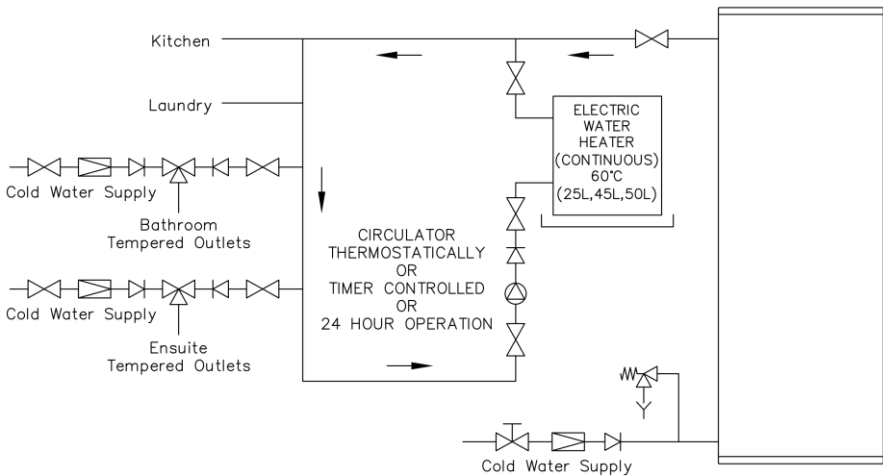 Kitchen
Laundry
Cold Water Supply
Bathroom
Tempered Outlets
Cold Water Supply
Ensuite
Tempered Outlets
CIRCULATOR
THERMOSTATICALLY
OR
TIMER CONTROLLED
OR
24 HOUR OPERATION
ELECTRIC
WATER
HEATER
(CONTINUOUS)
60°C
(25L,45L,50L)
Cold Water Supply